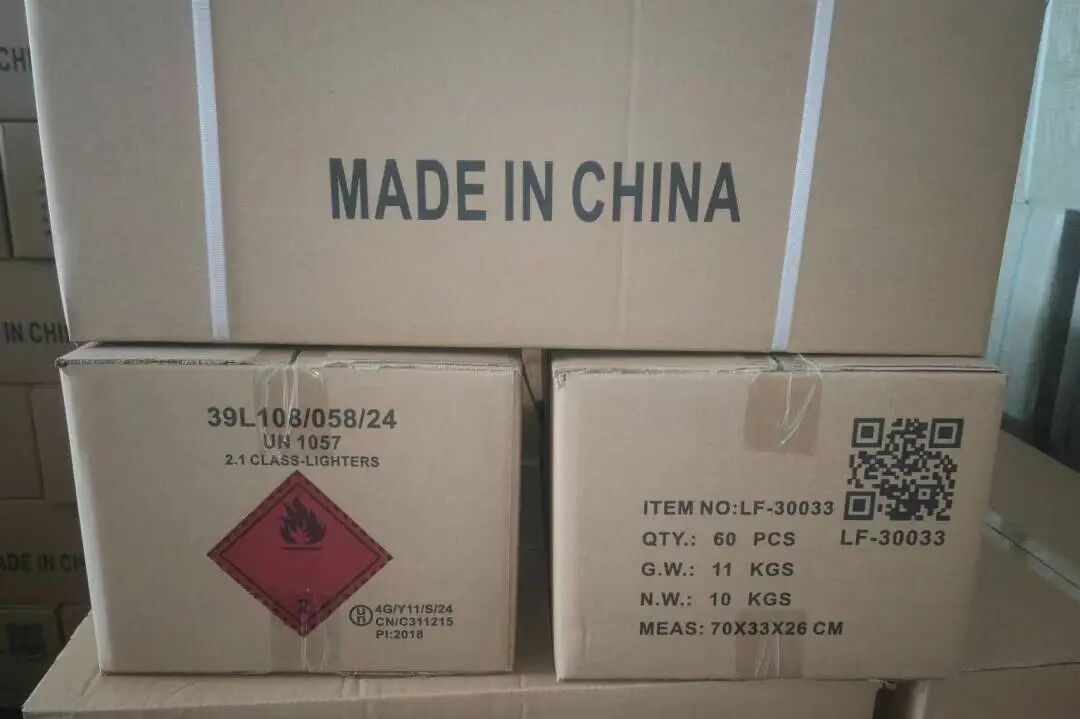 MADE IN CHINA
IN CHI
ADE IN CH
39L108/058/24
UN 1057
2.1 CLASS-LIGHTERS
2
4G/Y11/S/24
CN/C311215
PI:2018
ITEM NO:LF-30033
QTY.: 60 PCS
LF-30033
G.W.: 11 KGS
N.W.: 10 KGS
MEAS: 70X33X26 CM